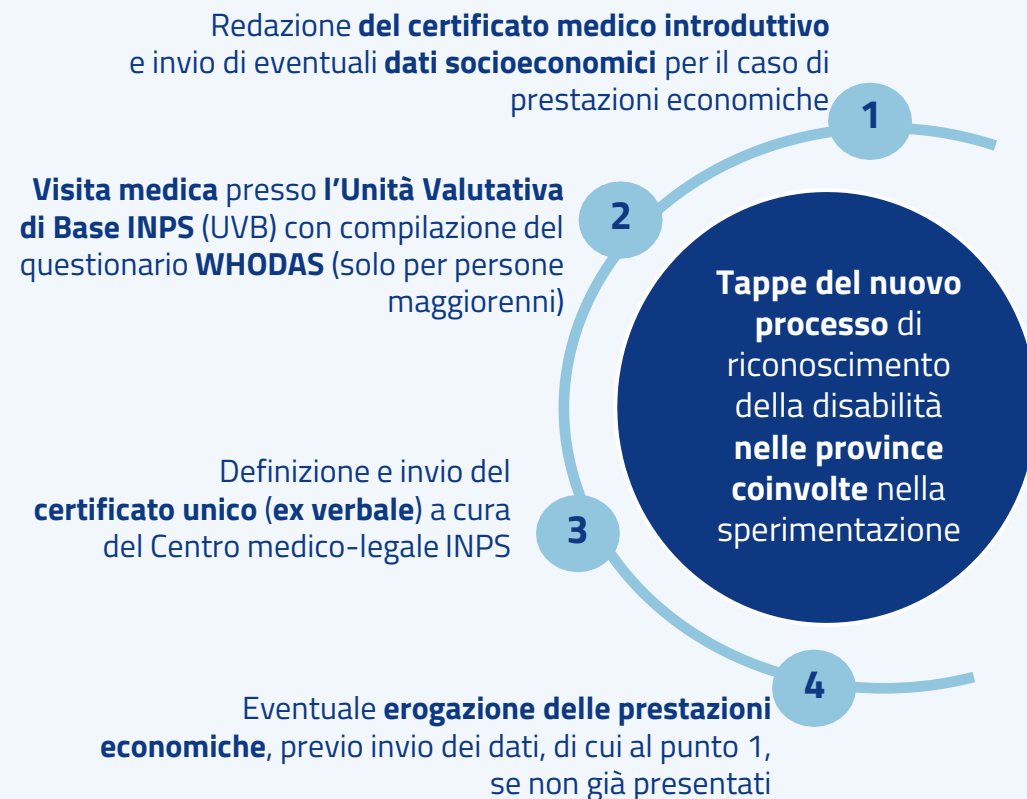 Redazione del certificato medico introduttivo
e invio di eventuali dati socioeconomici per il caso di
prestazioni economiche
1
Visita medica presso l'Unità Valutativa
di Base INPS (UVB) con compilazione del
questionario WHODAS (solo per persone
maggiorenni)
2
Tappe del nuovo
processo di
riconoscimento
della disabilità
nelle province
coinvolte nella
sperimentazione
Definizione e invio del
certificato unico (ex verbale) a cura
del Centro medico-legale INPS
3
4
Eventuale erogazione delle prestazioni
economiche, previo invio dei dati, di cui al punto 1,
se non già presentati